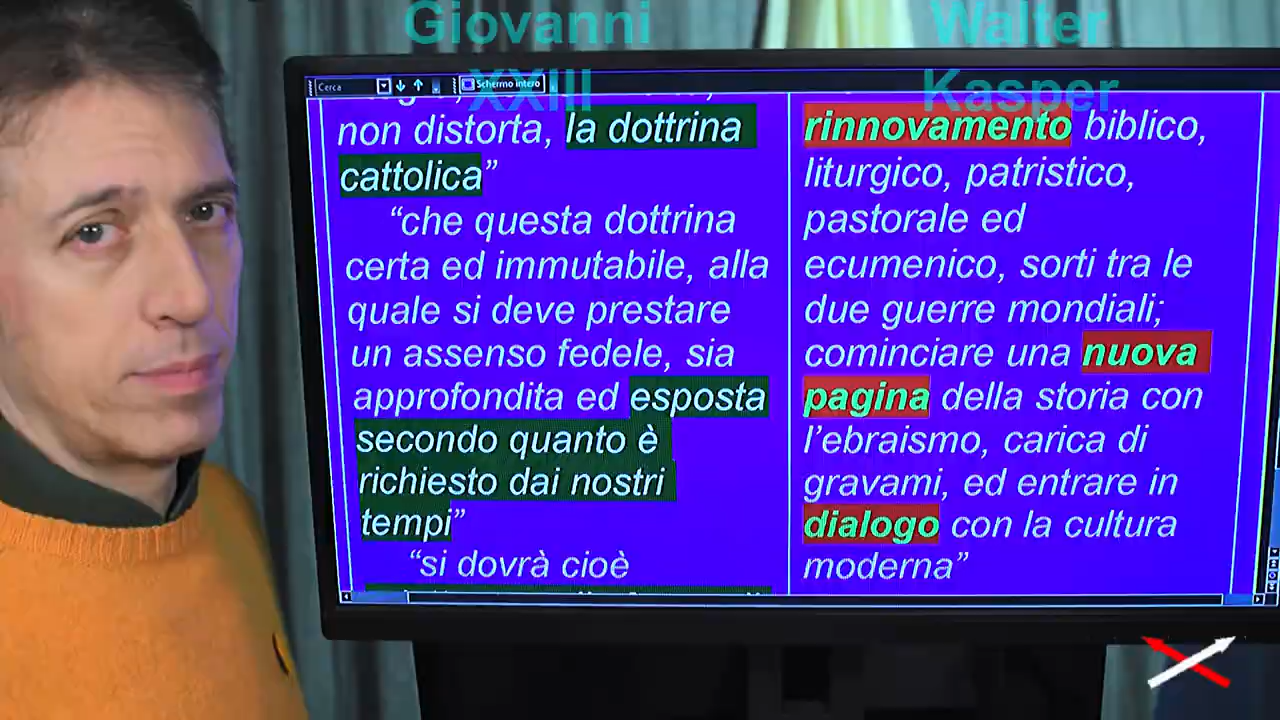 Giovanni
XXIII
Walter
Kasper
Cerca
Schermo intero
non distorta, la dottrina
cattolica”
“che questa dottrina
certa ed immutabile, alla
quale si deve prestare
un assenso fedele, sia
approfondita ed esposta
secondo quanto è
richiesto dai nostri
tempi”
“si dovrà cioè
rinnovamento biblico,
liturgico, patristico,
pastorale ed
ecumenico, sorti tra le
due guerre mondiali;
cominciare una nuova
pagina della storia con
l’ebraismo, carica di
gravami, ed entrare in
dialogo con la cultura
moderna”